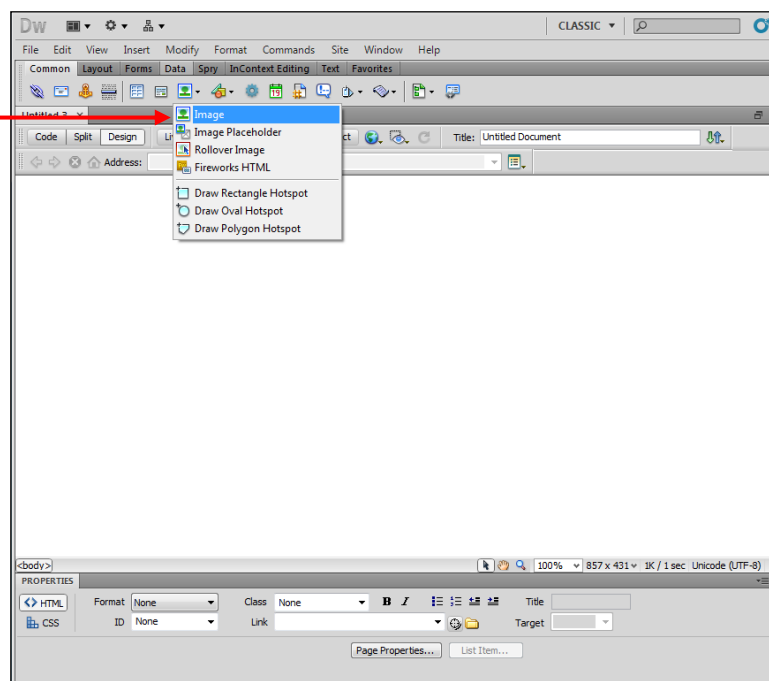 Dw CLASSIC
File Edit View Insert Modify Format Commands Site Window Help
Common Layout Forms Data Spry InContext Editing Text Favorites
19
Image
Image Placeholder
Rollover Image
Fireworks HTML
Draw Rectangle Hotspot
Draw Oval Hotspot
Draw Polygon Hotspot
Code Split Design Title: Untitled Document
Address:
<body> 100% 857 x 431 1K / 1 sec Unicode (UTF-8)
PROPERTIES
<> HTML Format None Class None B I Title
CSS ID None Link Target
Page Properties... List Item...